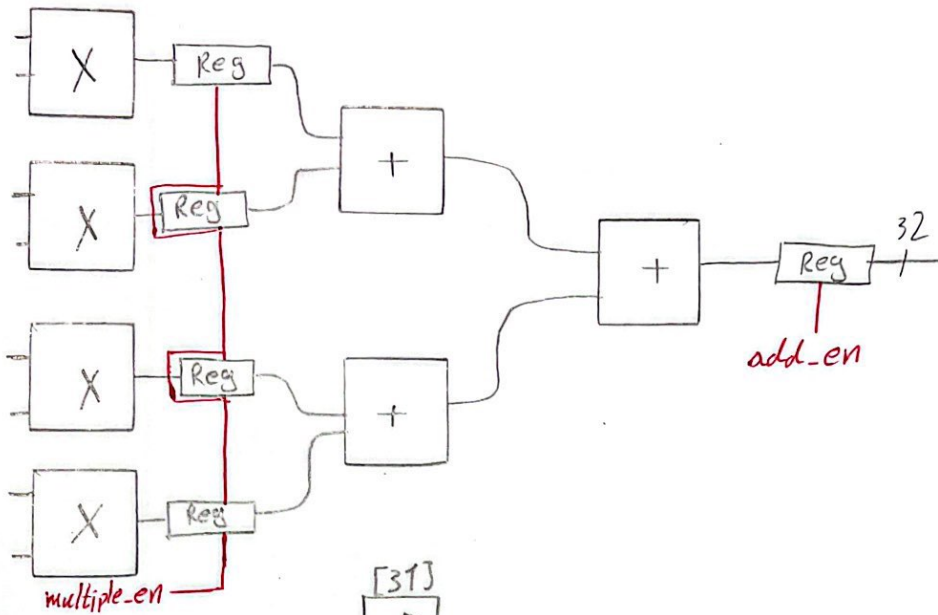 X
Reg
+
X
Reg
+
Reg
32
add_en
X
Reg
+
X
Reg
multiple_en
[31]